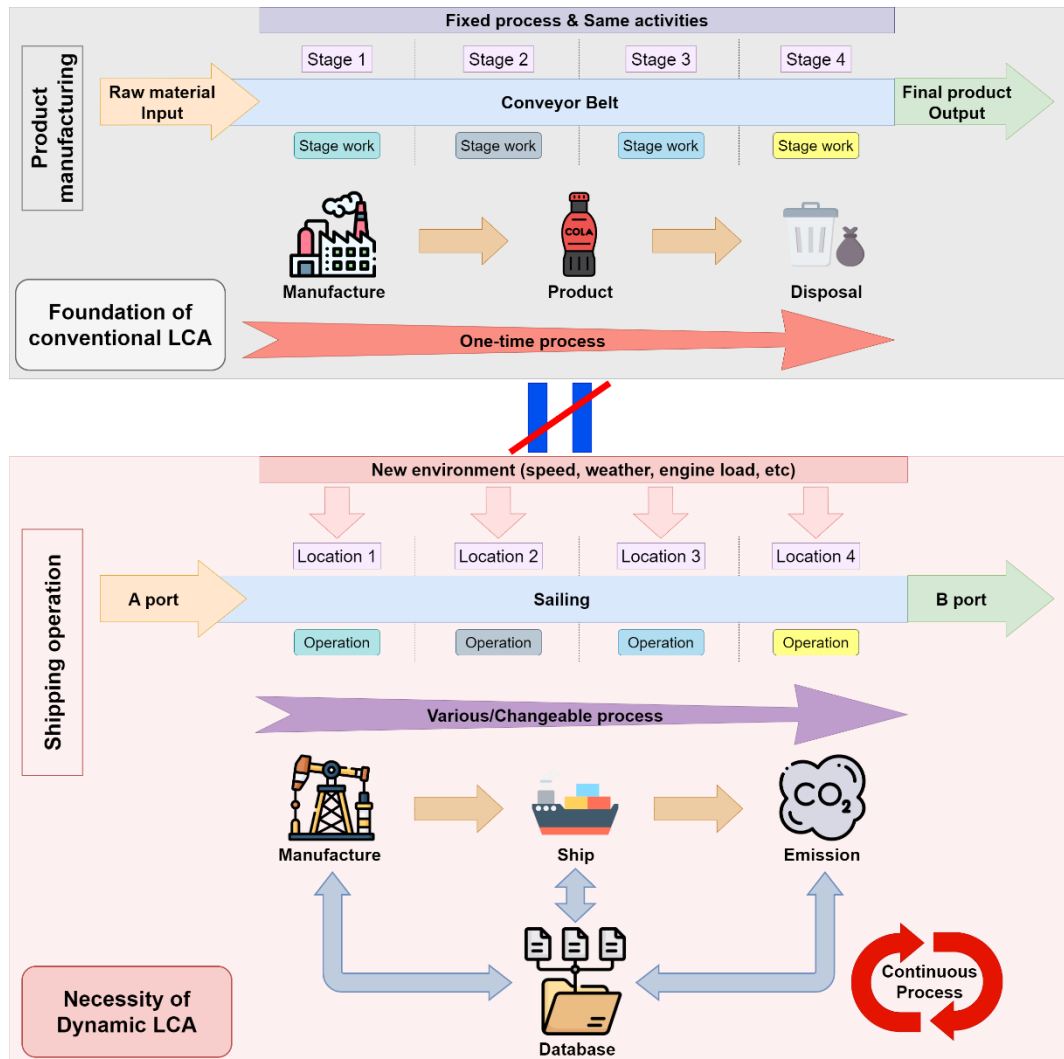 Fixed process & Same activities
Product
manufacturing
Stage 1
Stage 2
Stage 3
Stage 4
Raw material
Input
Conveyor Belt
Final product
Output
Stage work
Stage work
Stage work
Stage work
COLA
Manufacture
Product
Disposal
Foundation of
conventional LCA
One-time process
New environment (speed, weather, engine load, etc)
Shipping operation
Location 1
Location 2
Location 3
Location 4
A port
Sailing
B port
Operation
Operation
Operation
Operation
Various/Changeable process
CO2
Manufacture
Ship
Emission
Continuous
Process
Necessity of
Dynamic LCA
Database